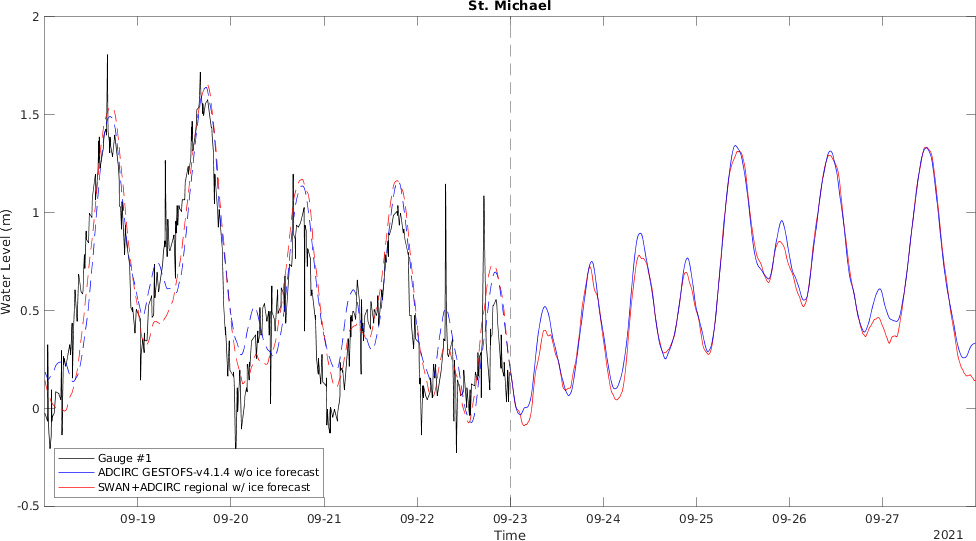 St. Michael
2
1.5
1
0.5
0
-0.5
Water Level (m)
Gauge #1
ADCIRC GESTOFS-v4.1.4 w/o ice forecast
SWAN+ADCIRC regional w/ ice forecast
09-19 09-20 09-21 09-22 09-23 09-24 09-25 09-26 09-27
Time
2021